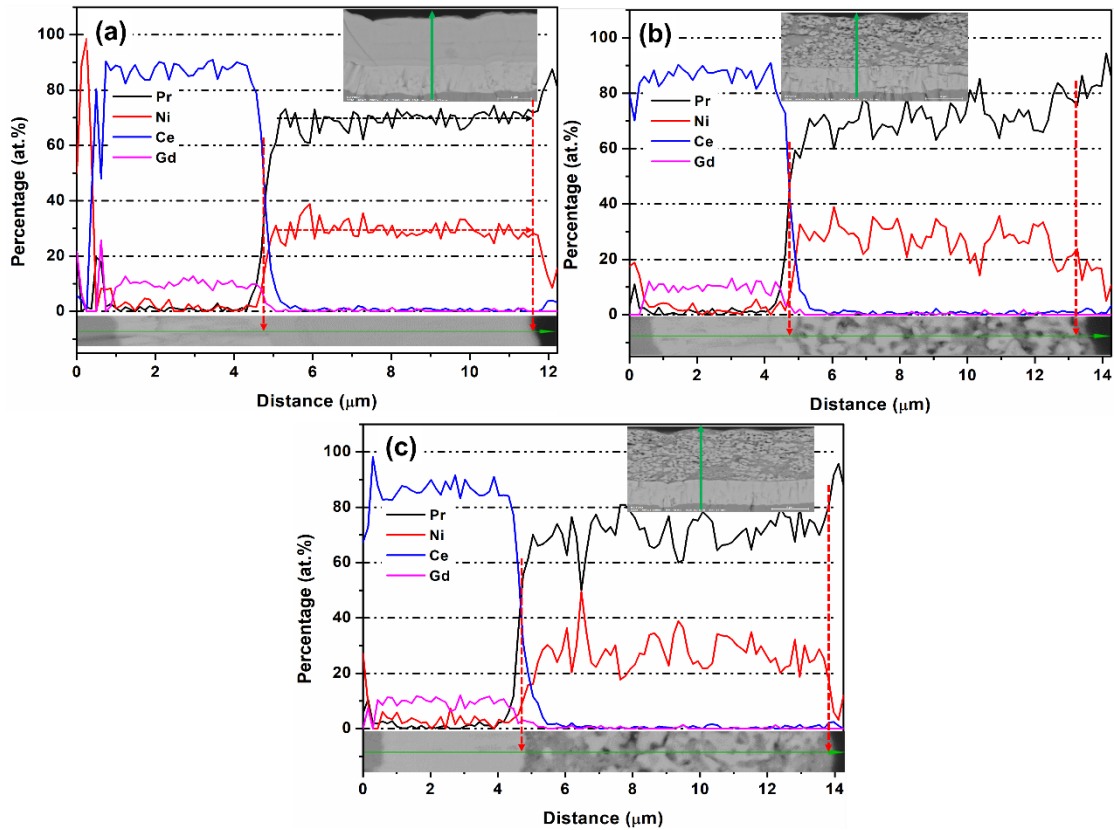 (a)
Pr
Ni
Ce
Gd
Percentage (at.%)
100
80
60
40
20
0
0 2 4 6 8 10 12
Distance (μm)
(b)
Pr
Ni
Ce
Gd
Percentage (at.%)
100
80
60
40
20
0
0 2 4 6 8 10 12 14
Distance (μm)
(c)
Pr
Ni
Ce
Gd
Percentage (at.%)
100
80
60
40
20
0
0 2 4 6 8 10 12 14
Distance (μm)